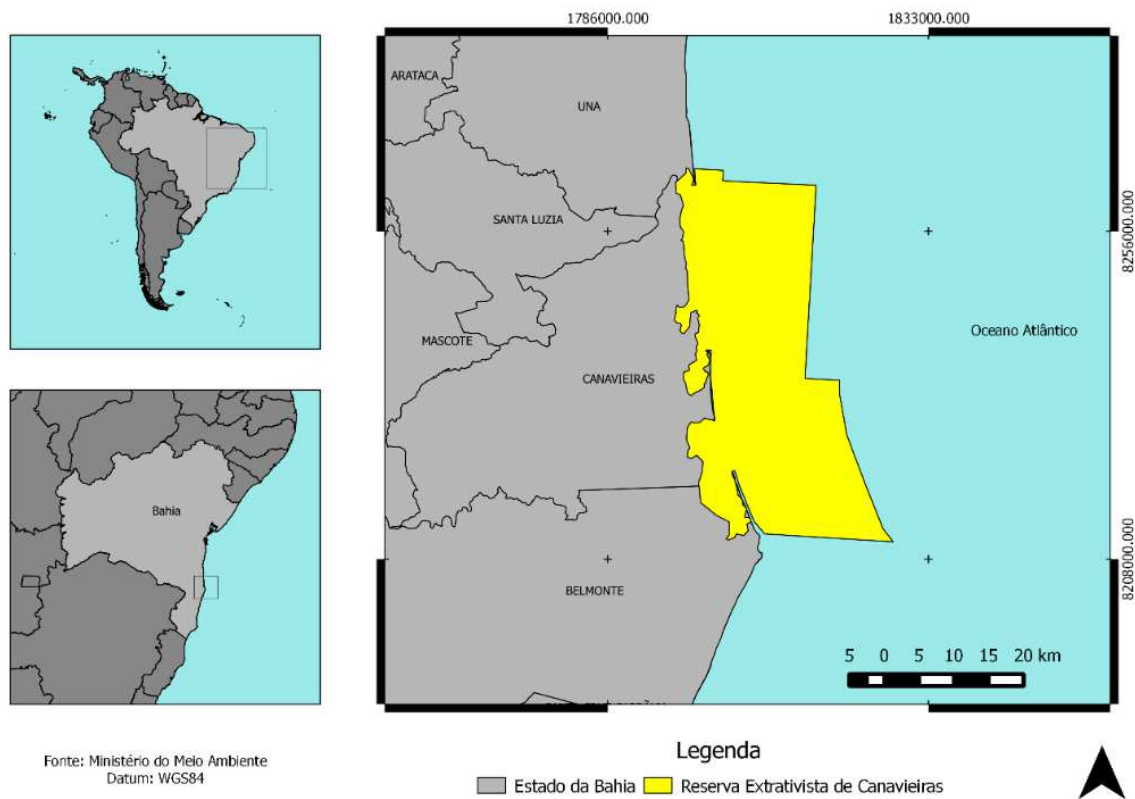 1786000.000 1833000.000
ARATACA
UNA
SANTA LUZIA
8256000.000
MASCOTE
CANAVIEIRAS
Oceano Atlântico
BELMONTE
8208000.000
5 0 5 10 15 20 km
Bahia
Fonte: Ministério do Meio Ambiente
Datum: WGS84
Legenda
Estado da Bahia Reserva Extrativista de Canavieiras